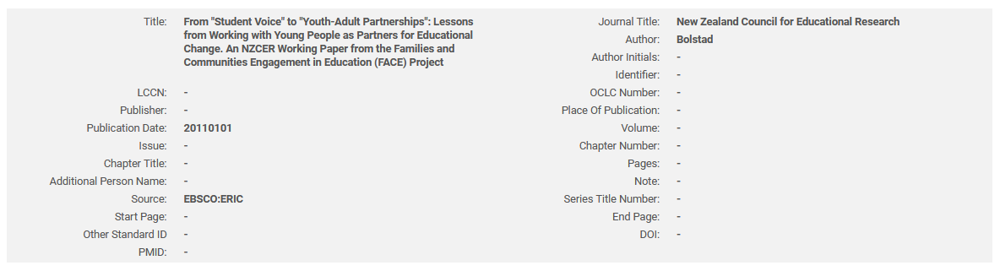 Title: From "Student Voice" to "Youth-Adult Partnerships": Lessons
from Working with Young People as Partners for Educational
Change. An NZCER Working Paper from the Families and
Communities Engagement in Education (FACE) Project
LCCN: -
Publisher: -
Publication Date: 20110101
Issue: -
Chapter Title: -
Additional Person Name: -
Source: EBSCO:ERIC
Start Page: -
Other Standard ID -
PMID: -
Journal Title: New Zealand Council for Educational Research
Author: Bolstad
Author Initials: -
Identifier: -
OCLC Number: -
Place Of Publication: -
Volume: -
Chapter Number: -
Pages: -
Note: -
Series Title Number: -
End Page: -
DOI: -